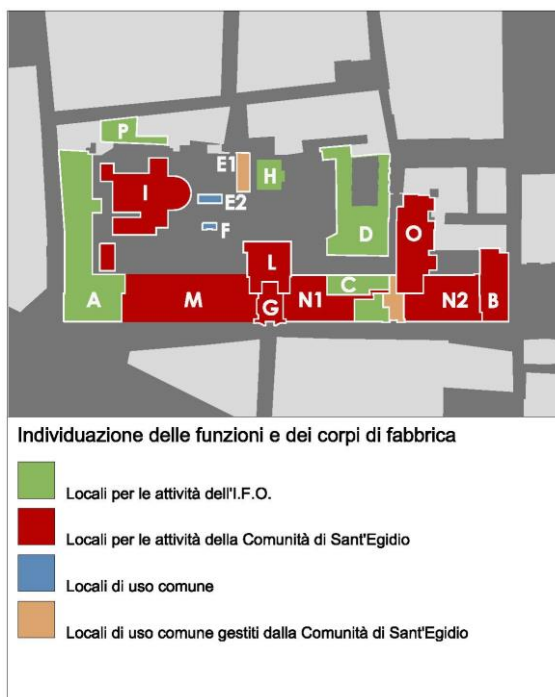 P
E1
I
H
E2
F
D
O
L
A
M
G
N1
C
N2
B
Individuazione delle funzioni e dei corpi di fabbrica
Locali per le attività dell'I.F.O.
Locali per le attività della Comunità di Sant'Egidio
Locali di uso comune
Locali di uso comune gestiti dalla Comunità di Sant'Egidio